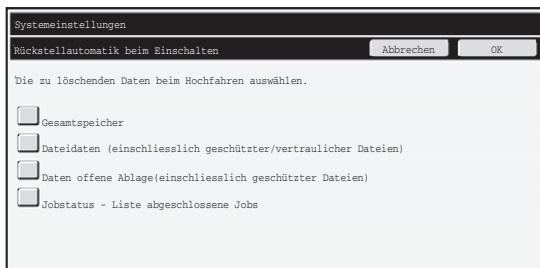 Systemeinstellungen
Rückstellautomatik beim Einschalten Abbrechen OK
Die zu löschenden Daten beim Hochfahren auswählen.
Gesamtspeicher
Dateidaten (einschliesslich geschützter/vertraulicher Dateien)
Daten offene Ablage(einschliesslich geschützter Dateien)
Jobstatus - Liste abgeschlossene Jobs